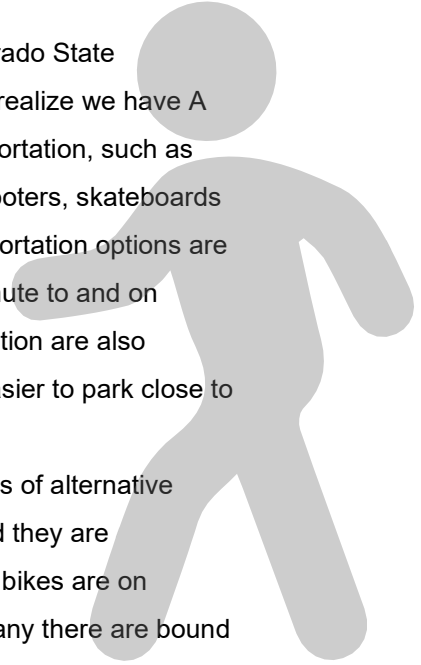 rado State
realize we have A
ortation, such as
ooters, skateboards
ortation options are
ute to and on
tion are also
sier to park close to
s of alternative
they are
bikes are on
any there are bound